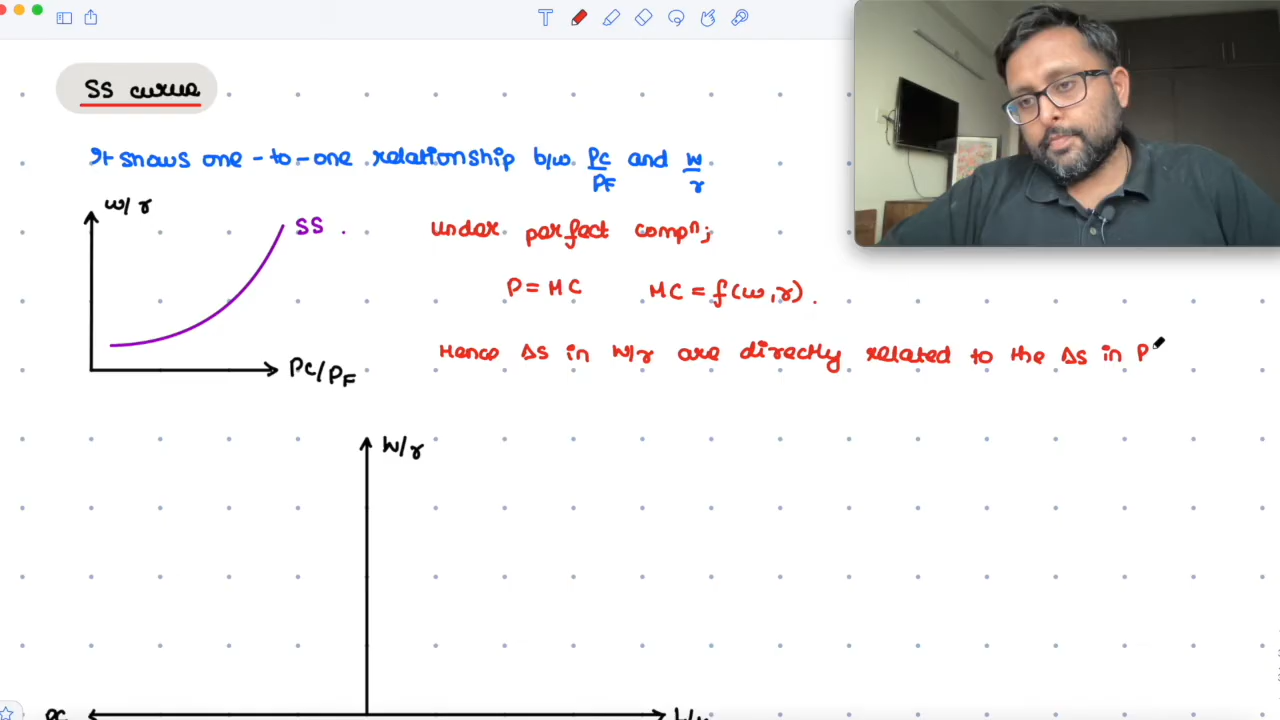 SS curve
It shows one-to-one relationship b/w PC/PF and w/r
w/r
SS
under perfect compⁿ;
P = MC MC = f(w,r).
Hence Δs in W/r are directly related to the Δs in P
PC/PF
W/r
PC